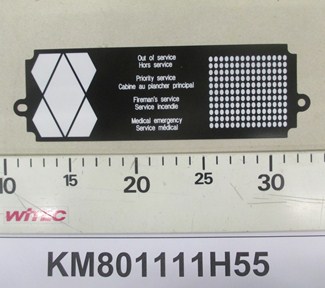 Out of service
Hors service
Priority service
Cabine au plancher principal
Fireman's service
Service incendie
Medical emergency
Service médical
10 15 20 25 30
KM801111H55